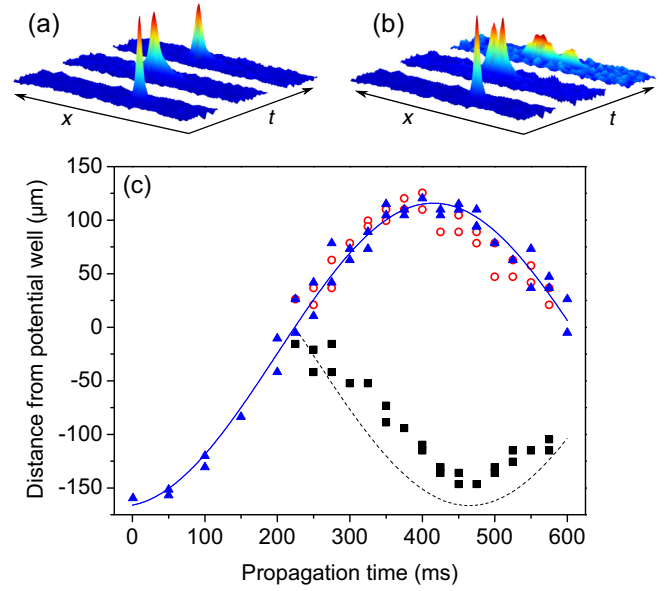 (a)
(b)
x
t
x
t
(c)
150
100
50
0
-50
-100
-150
Distance from potential well (μm)
0 100 200 300 400 500 600
Propagation time (ms)